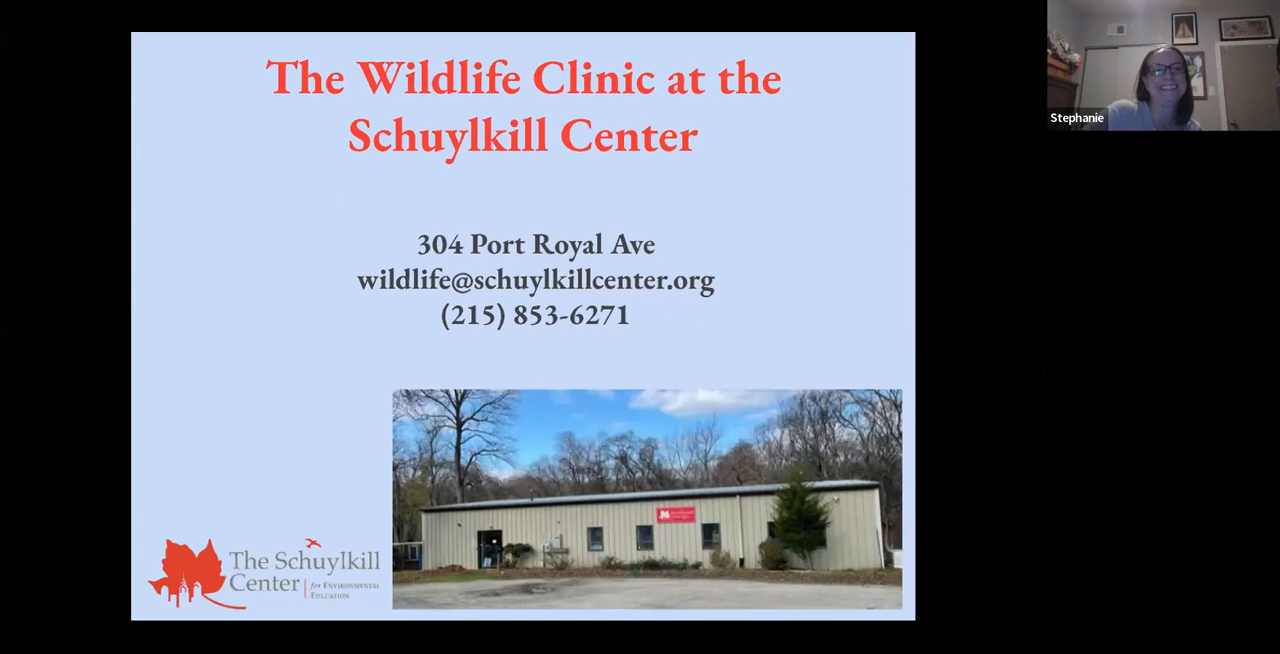 The Wildlife Clinic at the
Schuylkill Center
304 Port Royal Ave
wildlife@schuylkillcenter.org
(215) 853-6271
The Schuylkill
Center
for Environmental
Education
Stephanie